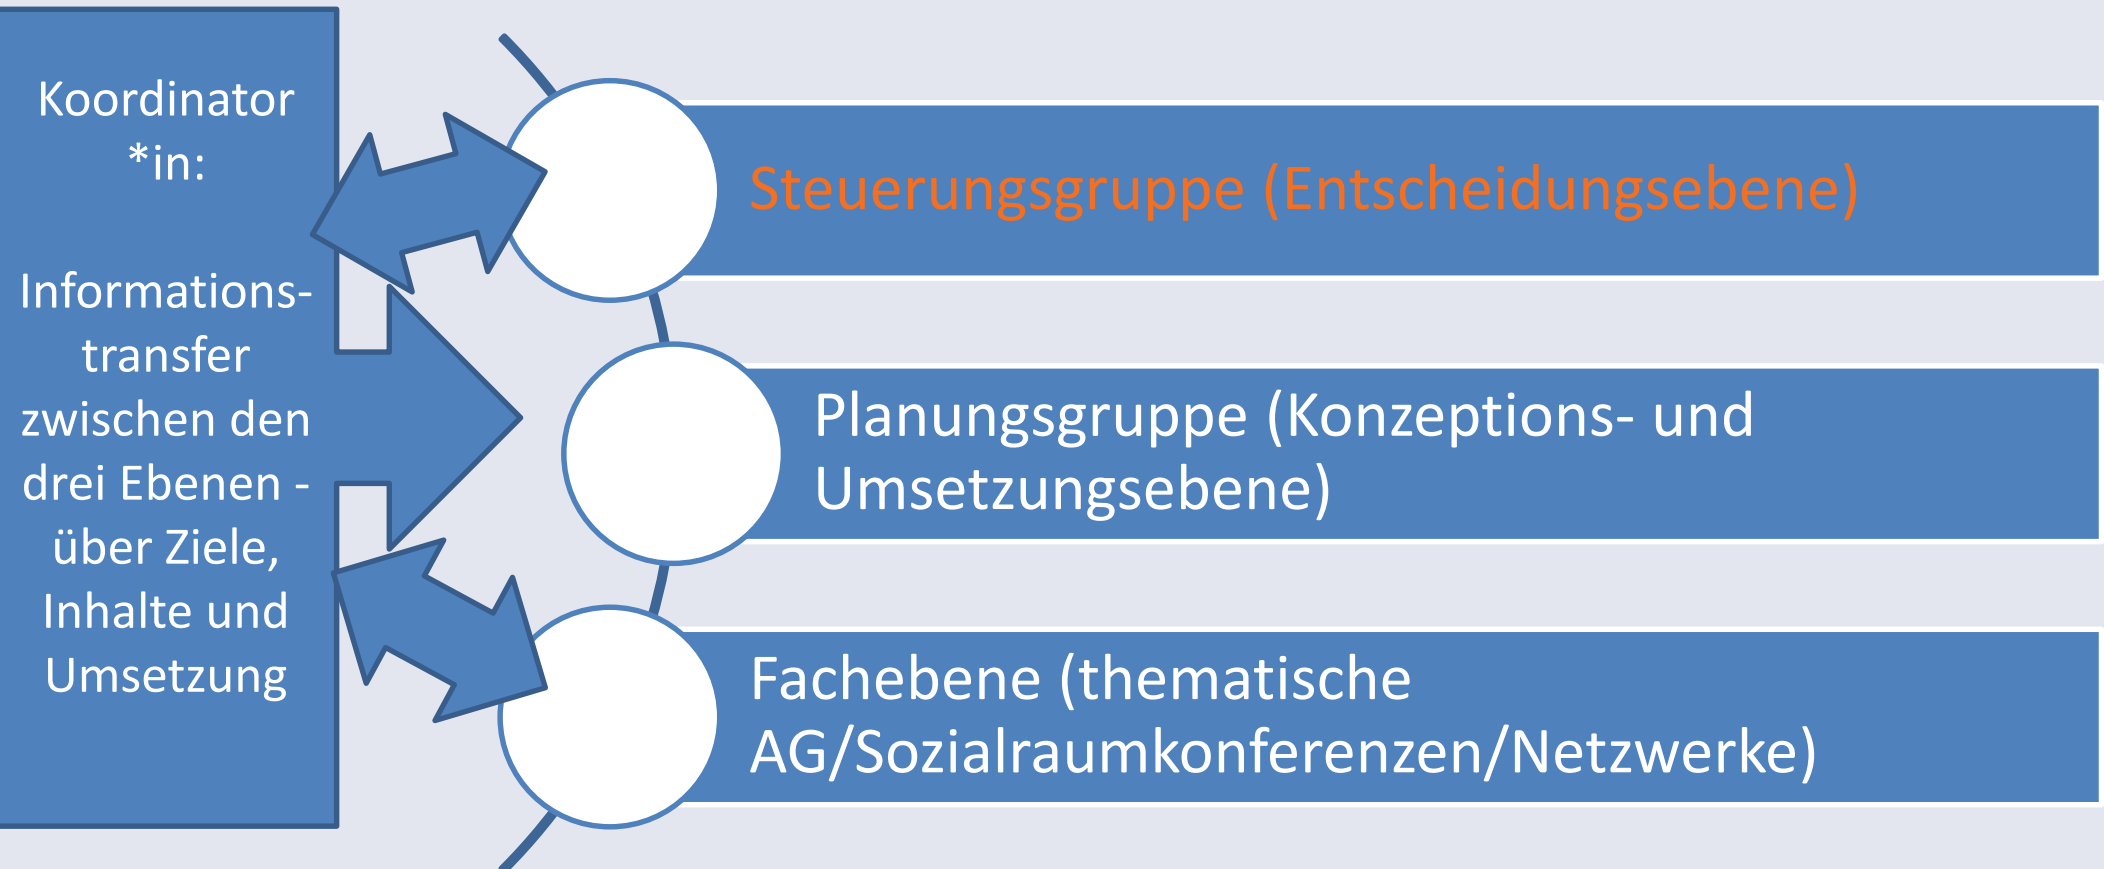 Koordinator
*in:
Informations-
transfer
zwischen den
drei Ebenen -
über Ziele,
Inhalte und
Umsetzung
Steuerungsgruppe (Entscheidungsebene)
Planungsgruppe (Konzeptions- und
Umsetzungsebene)
Fachebene (thematische
AG/Sozialraumkonferenzen/Netzwerke)